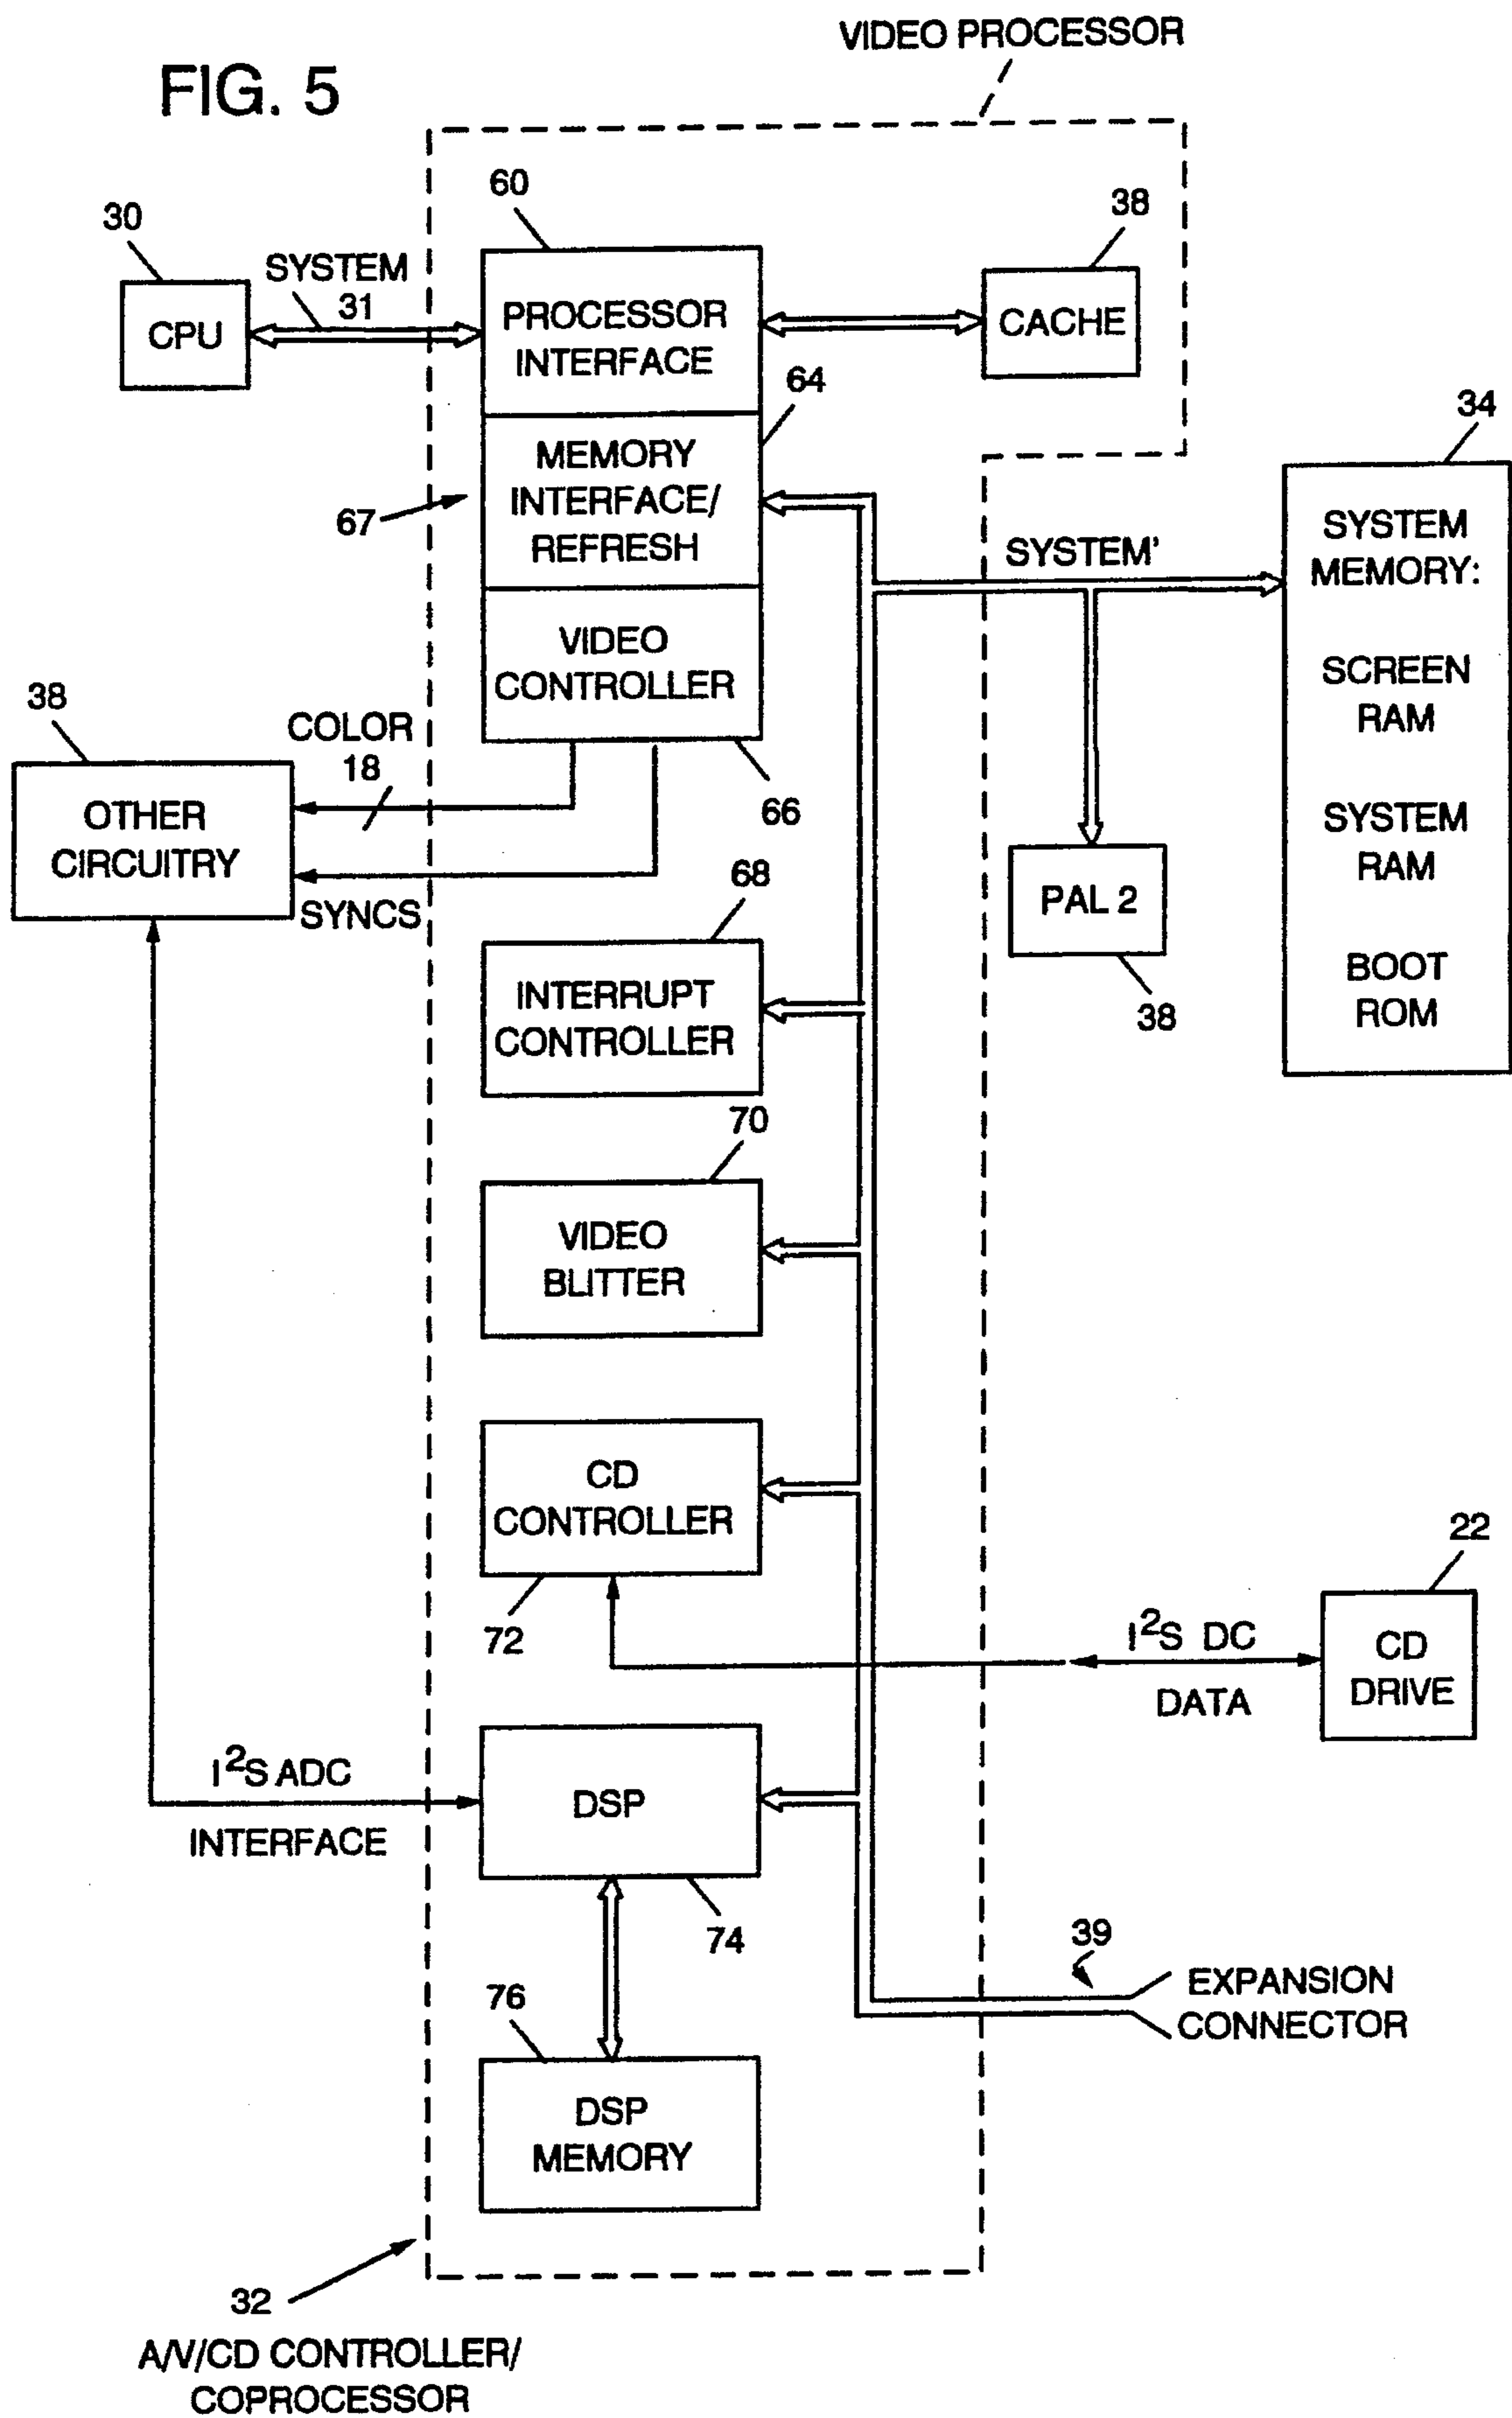 VIDEO PROCESSOR
FIG. 5
60
30
38
SYSTEM
31
CPU
PROCESSOR
INTERFACE
CACHE
64
34
MEMORY
INTERFACE/
REFRESH
67
SYSTEM'
SYSTEM
MEMORY:
SCREEN
RAM
SYSTEM
RAM
BOOT
ROM
VIDEO
CONTROLLER
38
COLOR
18
66
OTHER
CIRCUITRY
SYNCS
68
PAL 2
38
INTERRUPT
CONTROLLER
70
VIDEO
BLITTER
CD
CONTROLLER
72
22
I²S DC
DATA
CD
DRIVE
I²S ADC
INTERFACE
DSP
74
39
EXPANSION
CONNECTOR
76
DSP
MEMORY
32
A/V/CD CONTROLLER/
COPROCESSOR